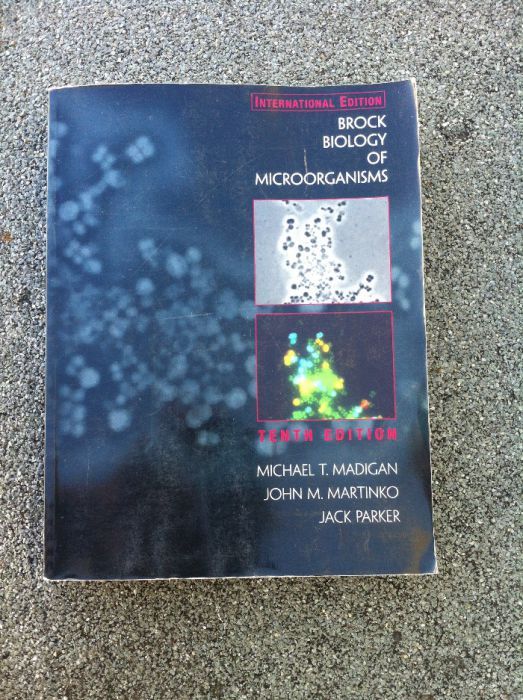 INTERNATIONAL EDITION
BROCK
BIOLOGY
OF
MICROORGANISMS
TENTH EDITION
MICHAEL T. MADIGAN
JOHN M. MARTINKO
JACK PARKER